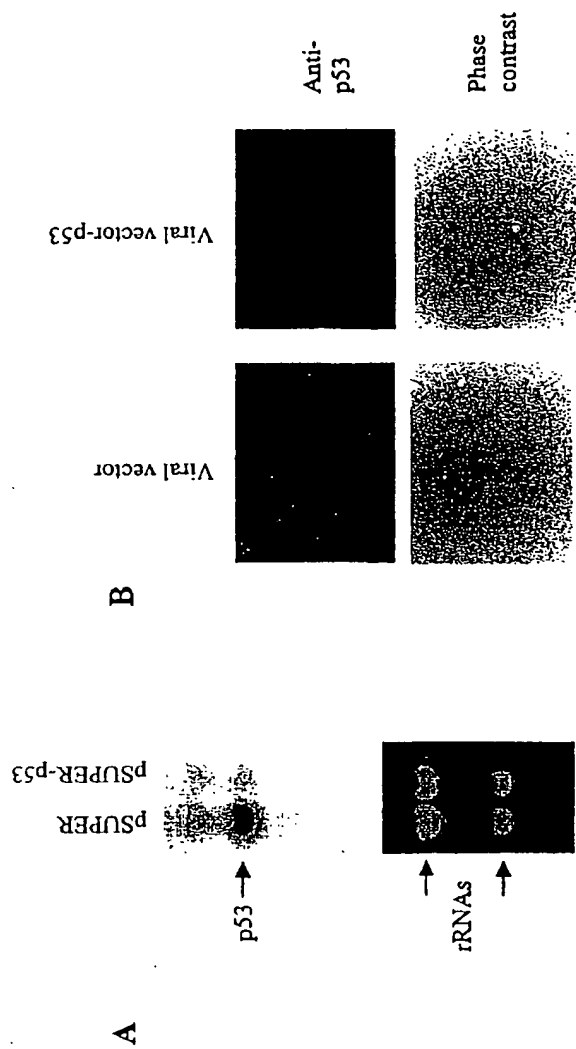 A
pSUPER
pSUPER-p53
p53
rRNAs
B
Viral vector
Viral vector-p53
Anti-
p53
Phase
contrast